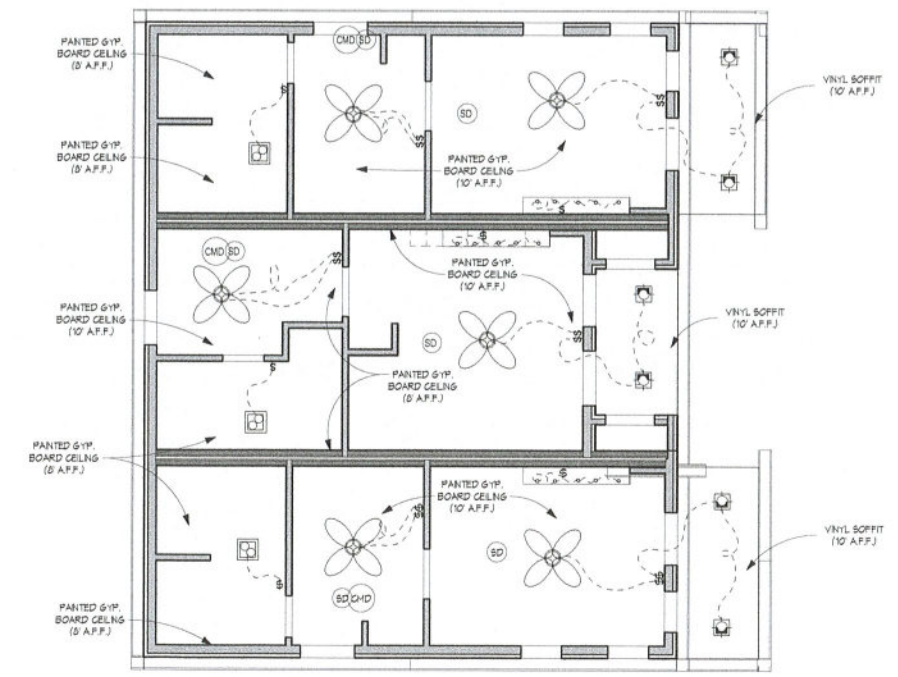 PANTED GYP.
BOARD CEILING
(8' A.F.F.)
CMD SD
VINYL SOFFIT
(10' A.F.F.)
$
SD
$$
PANTED GYP.
BOARD CEILING
(8' A.F.F.)
$$
PANTED GYP.
BOARD CEILING
(10' A.F.F.)
$
$
CMD SD
$$
PANTED GYP.
BOARD CEILING
(10' A.F.F.)
PANTED GYP.
BOARD CEILING
(10' A.F.F.)
VINYL SOFFIT
(10' A.F.F.)
SD
$$
$
PANTED GYP.
BOARD CEILING
(8' A.F.F.)
PANTED GYP.
BOARD CEILING
(8' A.F.F.)
$
PANTED GYP.
BOARD CEILING
(10' A.F.F.)
$$
VINYL SOFFIT
(10' A.F.F.)
SD
$
$$
SD CMD
PANTED GYP.
BOARD CEILING
(8' A.F.F.)